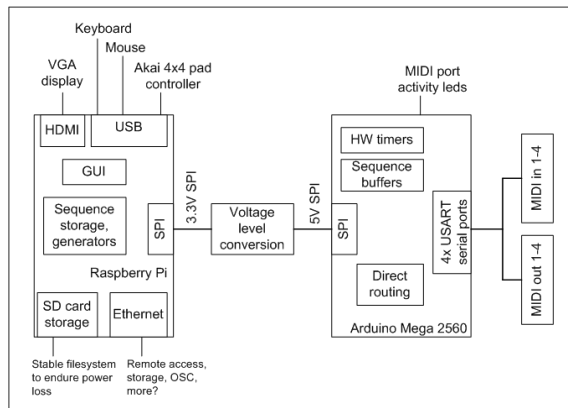 Keyboard
Mouse
VGA
display
Akai 4x4 pad
controller
MIDI port
activity leds
HDMI
USB
GUI
Sequence
storage,
generators
SPI
Raspberry Pi
SD card
storage
Ethernet
Stable filesystem
to endure power
loss
Remote access,
storage, OSC,
more?
3.3V SPI
Voltage
level
conversion
5V SPI
HW timers
Sequence
buffers
SPI
4x USART
serial ports
Direct
routing
Arduino Mega 2560
MIDI in 1-4
MIDI out 1-4